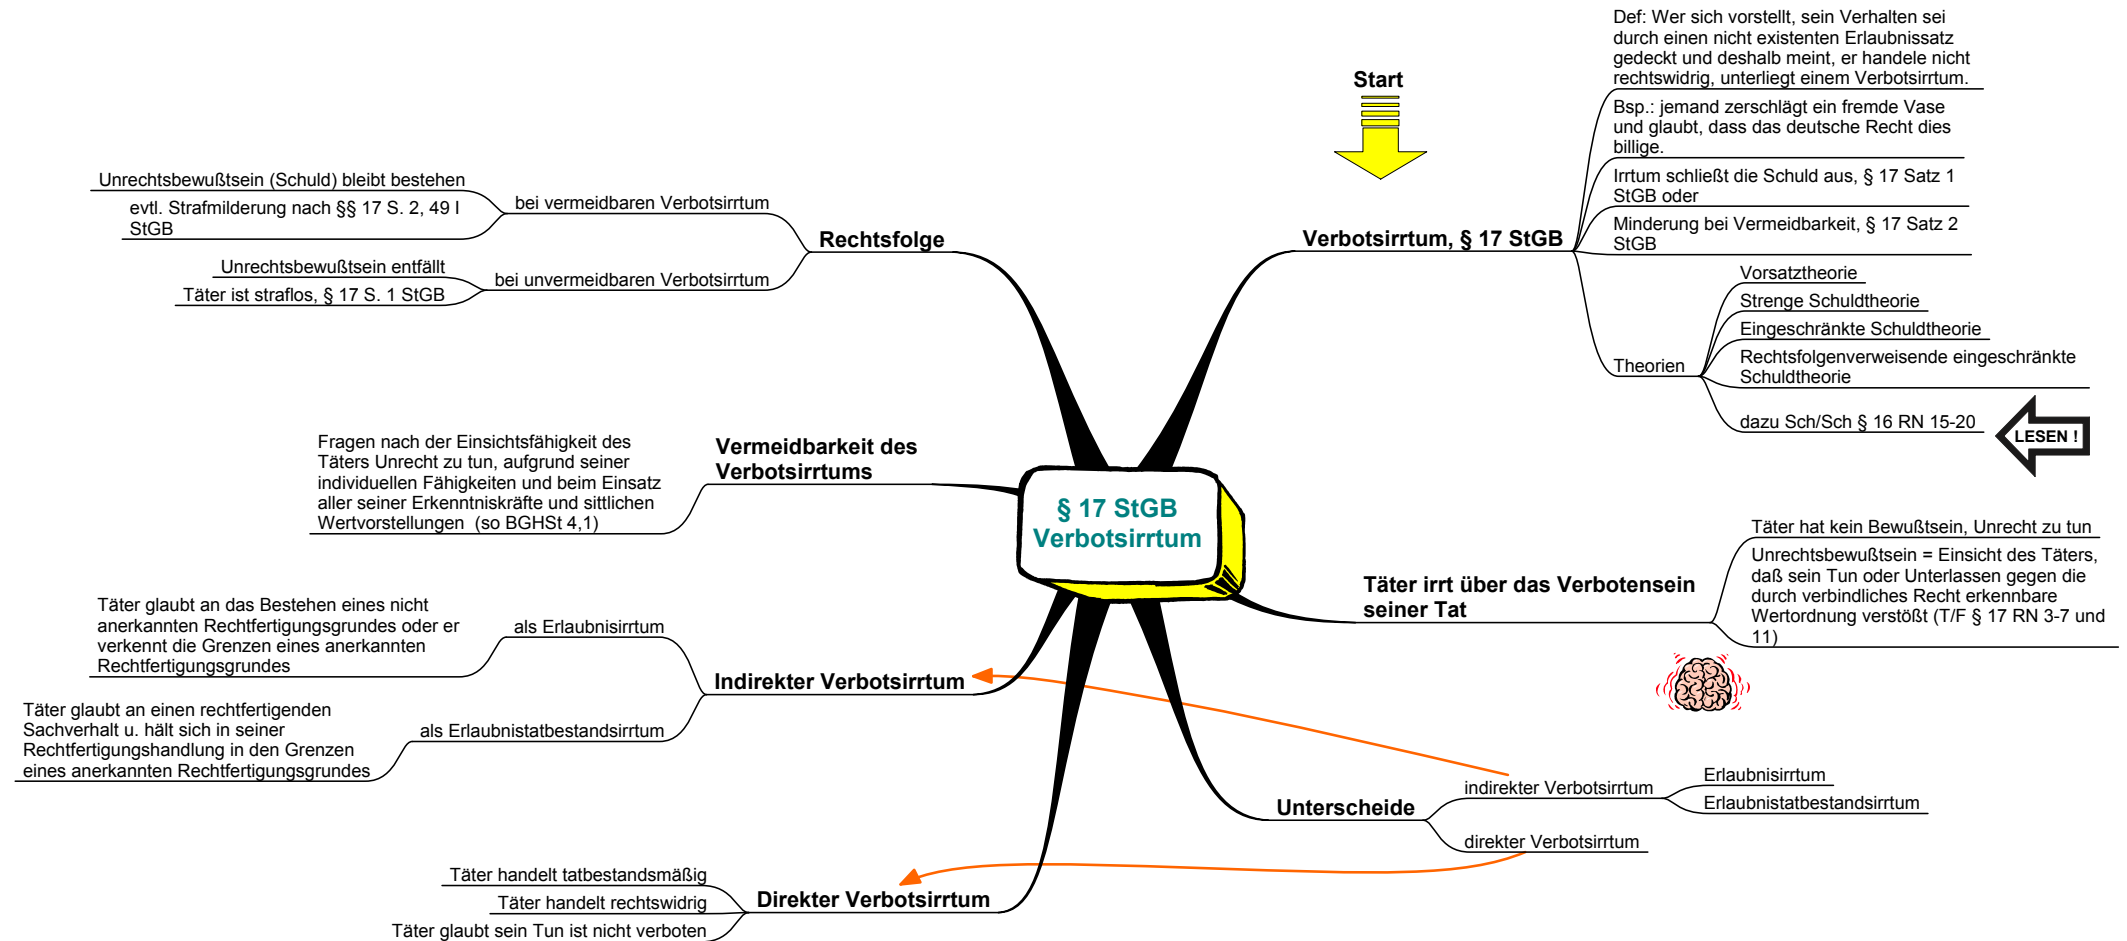 Start
Verbotsirrtum, § 17 StGB
Def: Wer sich vorstellt, sein Verhalten sei
durch einen nicht existenten Erlaubnissatz
gedeckt und deshalb meint, er handele nicht
rechtswidrig, unterliegt einem Verbotsirrtum.
Bsp.: jemand zerschlägt ein fremde Vase
und glaubt, dass das deutsche Recht dies
billige.
Irrtum schließt die Schuld aus, § 17 Satz 1
StGB oder
Minderung bei Vermeidbarkeit, § 17 Satz 2
StGB
Theorien
Vorsatztheorie
Strenge Schuldtheorie
Eingeschränkte Schuldtheorie
Rechtsfolgenverweisende eingeschränkte
Schuldtheorie
dazu Sch/Sch § 16 RN 15-20
LESEN !
§ 17 StGB
Verbotsirrtum
Täter irrt über das Verbotensein
seiner Tat
Täter hat kein Bewußtsein, Unrecht zu tun
Unrechtsbewußtsein = Einsicht des Täters,
daß sein Tun oder Unterlassen gegen die
durch verbindliches Recht erkennbare
Wertordnung verstößt (T/F § 17 RN 3-7 und
11)
Unterscheide
indirekter Verbotsirrtum
Erlaubnisirrtum
Erlaubnistatbestandsirrtum
direkter Verbotsirrtum
Direkter Verbotsirrtum
Täter handelt tatbestandsmäßig
Täter handelt rechtswidrig
Täter glaubt sein Tun ist nicht verboten
Indirekter Verbotsirrtum
als Erlaubnisirrtum
Täter glaubt an das Bestehen eines nicht
anerkannten Rechtfertigungsgrundes oder er
verkennt die Grenzen eines anerkannten
Rechtfertigungsgrundes
als Erlaubnistatbestandsirrtum
Täter glaubt an einen rechtfertigenden
Sachverhalt u. hält sich in seiner
Rechtfertigungshandlung in den Grenzen
eines anerkannten Rechtfertigungsgrundes
Vermeidbarkeit des
Verbotsirrtums
Fragen nach der Einsichtsfähigkeit des
Täters Unrecht zu tun, aufgrund seiner
individuellen Fähigkeiten und beim Einsatz
aller seiner Erkenntniskräfte und sittlichen
Wertvorstellungen (so BGHSt 4,1)
Rechtsfolge
bei vermeidbaren Verbotsirrtum
Unrechtsbewußtsein (Schuld) bleibt bestehen
evtl. Strafmilderung nach §§ 17 S. 2, 49 I
StGB
bei unvermeidbaren Verbotsirrtum
Unrechtsbewußtsein entfällt
Täter ist straflos, § 17 S. 1 StGB